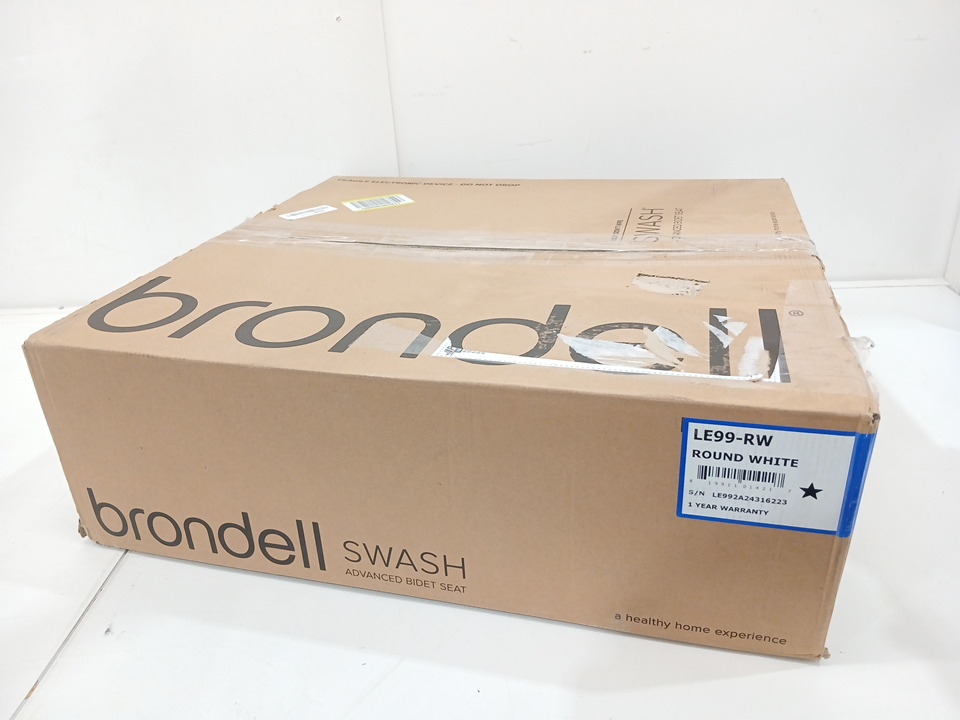 FRAGILE ELECTRONIC DEVICE - DO NOT DROP
SWASH
brondell®
LE99-RW
ROUND WHITE
S/N LE992A24316223
1 YEAR WARRANTY
brondell SWASH
ADVANCED BIDET SEAT
a healthy home experience